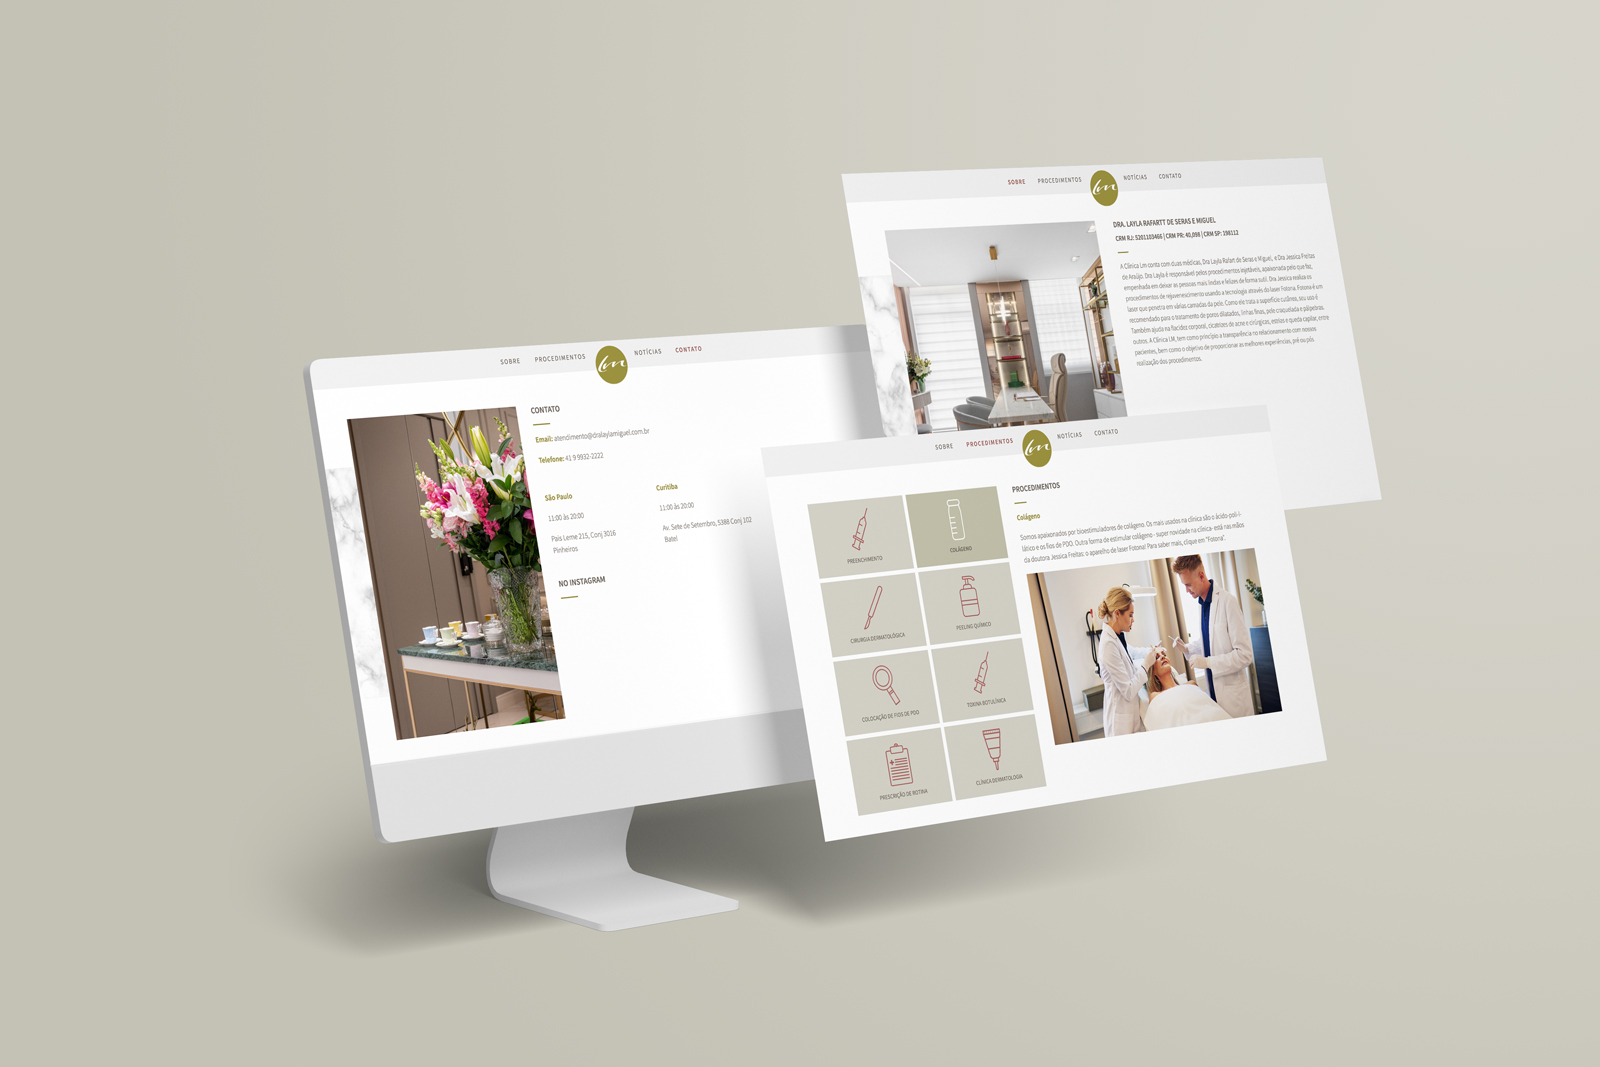 SOBRE PROCEDIMENTOS lm NOTÍCIAS CONTATO
CONTATO
Email: atendimento@dralaylamiguel.com.br
Telefone: 41 9 9932-2222
São Paulo
11:00 às 20:00
Pais Leme 215, Conj 3016
Pinheiros
Curitiba
11:00 às 20:00
Av. Sete de Setembro, 5388 Conj 102
Batel
NO INSTAGRAM
SOBRE PROCEDIMENTOS lm NOTÍCIAS CONTATO
DRA. LAYLA RAFARTT DE SERAS E MIGUEL
CRM RJ: 5201103466 | CRM PR: 40,098 | CRM SP: 198112
A Clínica Lm conta com duas médicas, Dra Layla Rafart de Seras e Miguel, e Dra Jessica Freitas
de Araújo. Dra Layla é responsável pelos procedimentos injetáveis, apaixonada pelo que faz,
empenhada em deixar as pessoas mais lindas e felizes de forma sutil. Dra Jessica realiza os
procedimentos de rejuvenescimento usando a tecnologia através do laser Fotona. Fotona é um
laser que penetra em várias camadas da pele. Como ele trata a superfície cutânea, seu uso é
recomendado para o tratamento de poros dilatados, linhas finas, pele craquelada e pálpebras.
Também ajuda na flacidez corporal, cicatrizes de acne e cirúrgicas, estrias e queda capilar, entre
outros. A Clínica LM, tem como princípio a transparência no relacionamento com nossos
pacientes, bem como o objetivo de proporcionar as melhores experiências, pré ou pós
realização dos procedimentos.
SOBRE PROCEDIMENTOS lm NOTÍCIAS CONTATO
PREENCHIMENTO
COLÁGENO
CIRURGIA DERMATOLÓGICA
PEELING QUÍMICO
COLOCAÇÃO DE FIOS DE PDO
TOXINA BOTULÍNICA
PRESCRIÇÃO DE ROTINA
CLÍNICA DERMATOLOGIA
PROCEDIMENTOS
Colágeno
Somos apaixonados por bioestimuladores de colágeno. Os mais usados na clínica são o ácido-poli-l-
lático e os fios de PDO. Outra forma de estimular colágeno - super novidade na clínica- está nas mãos
da doutora Jessica Freitas: o aparelho de laser Fotona! Para saber mais, clique em "Fotona".